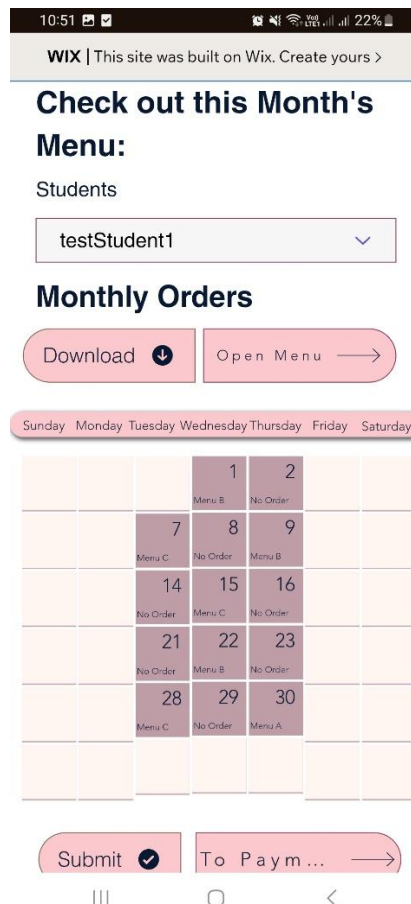 10:51 VoD LTE1 22%
WIX | This site was built on Wix. Create yours >
Check out this Month's
Menu:
Students
testStudent1
Monthly Orders
Download Open Menu
Sunday Monday Tuesday Wednesday Thursday Friday Saturday
1 2
Menu B No Order
7 8 9
Menu C No Order Menu B
14 15 16
No Order Menu C No Order
21 22 23
No Order Menu B No Order
28 29 30
Menu C No Order Menu A
Submit To Paym...